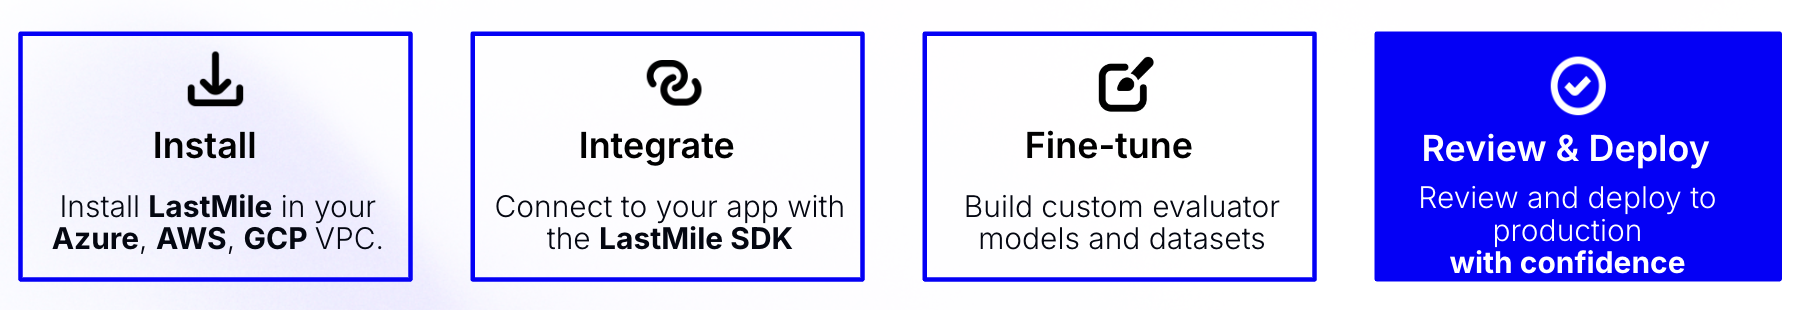 Install
Install LastMile in your
Azure, AWS, GCP VPC.
Integrate
Connect to your app with
the LastMile SDK
Fine-tune
Build custom evaluator
models and datasets
Review & Deploy
Review and deploy to
production
with confidence